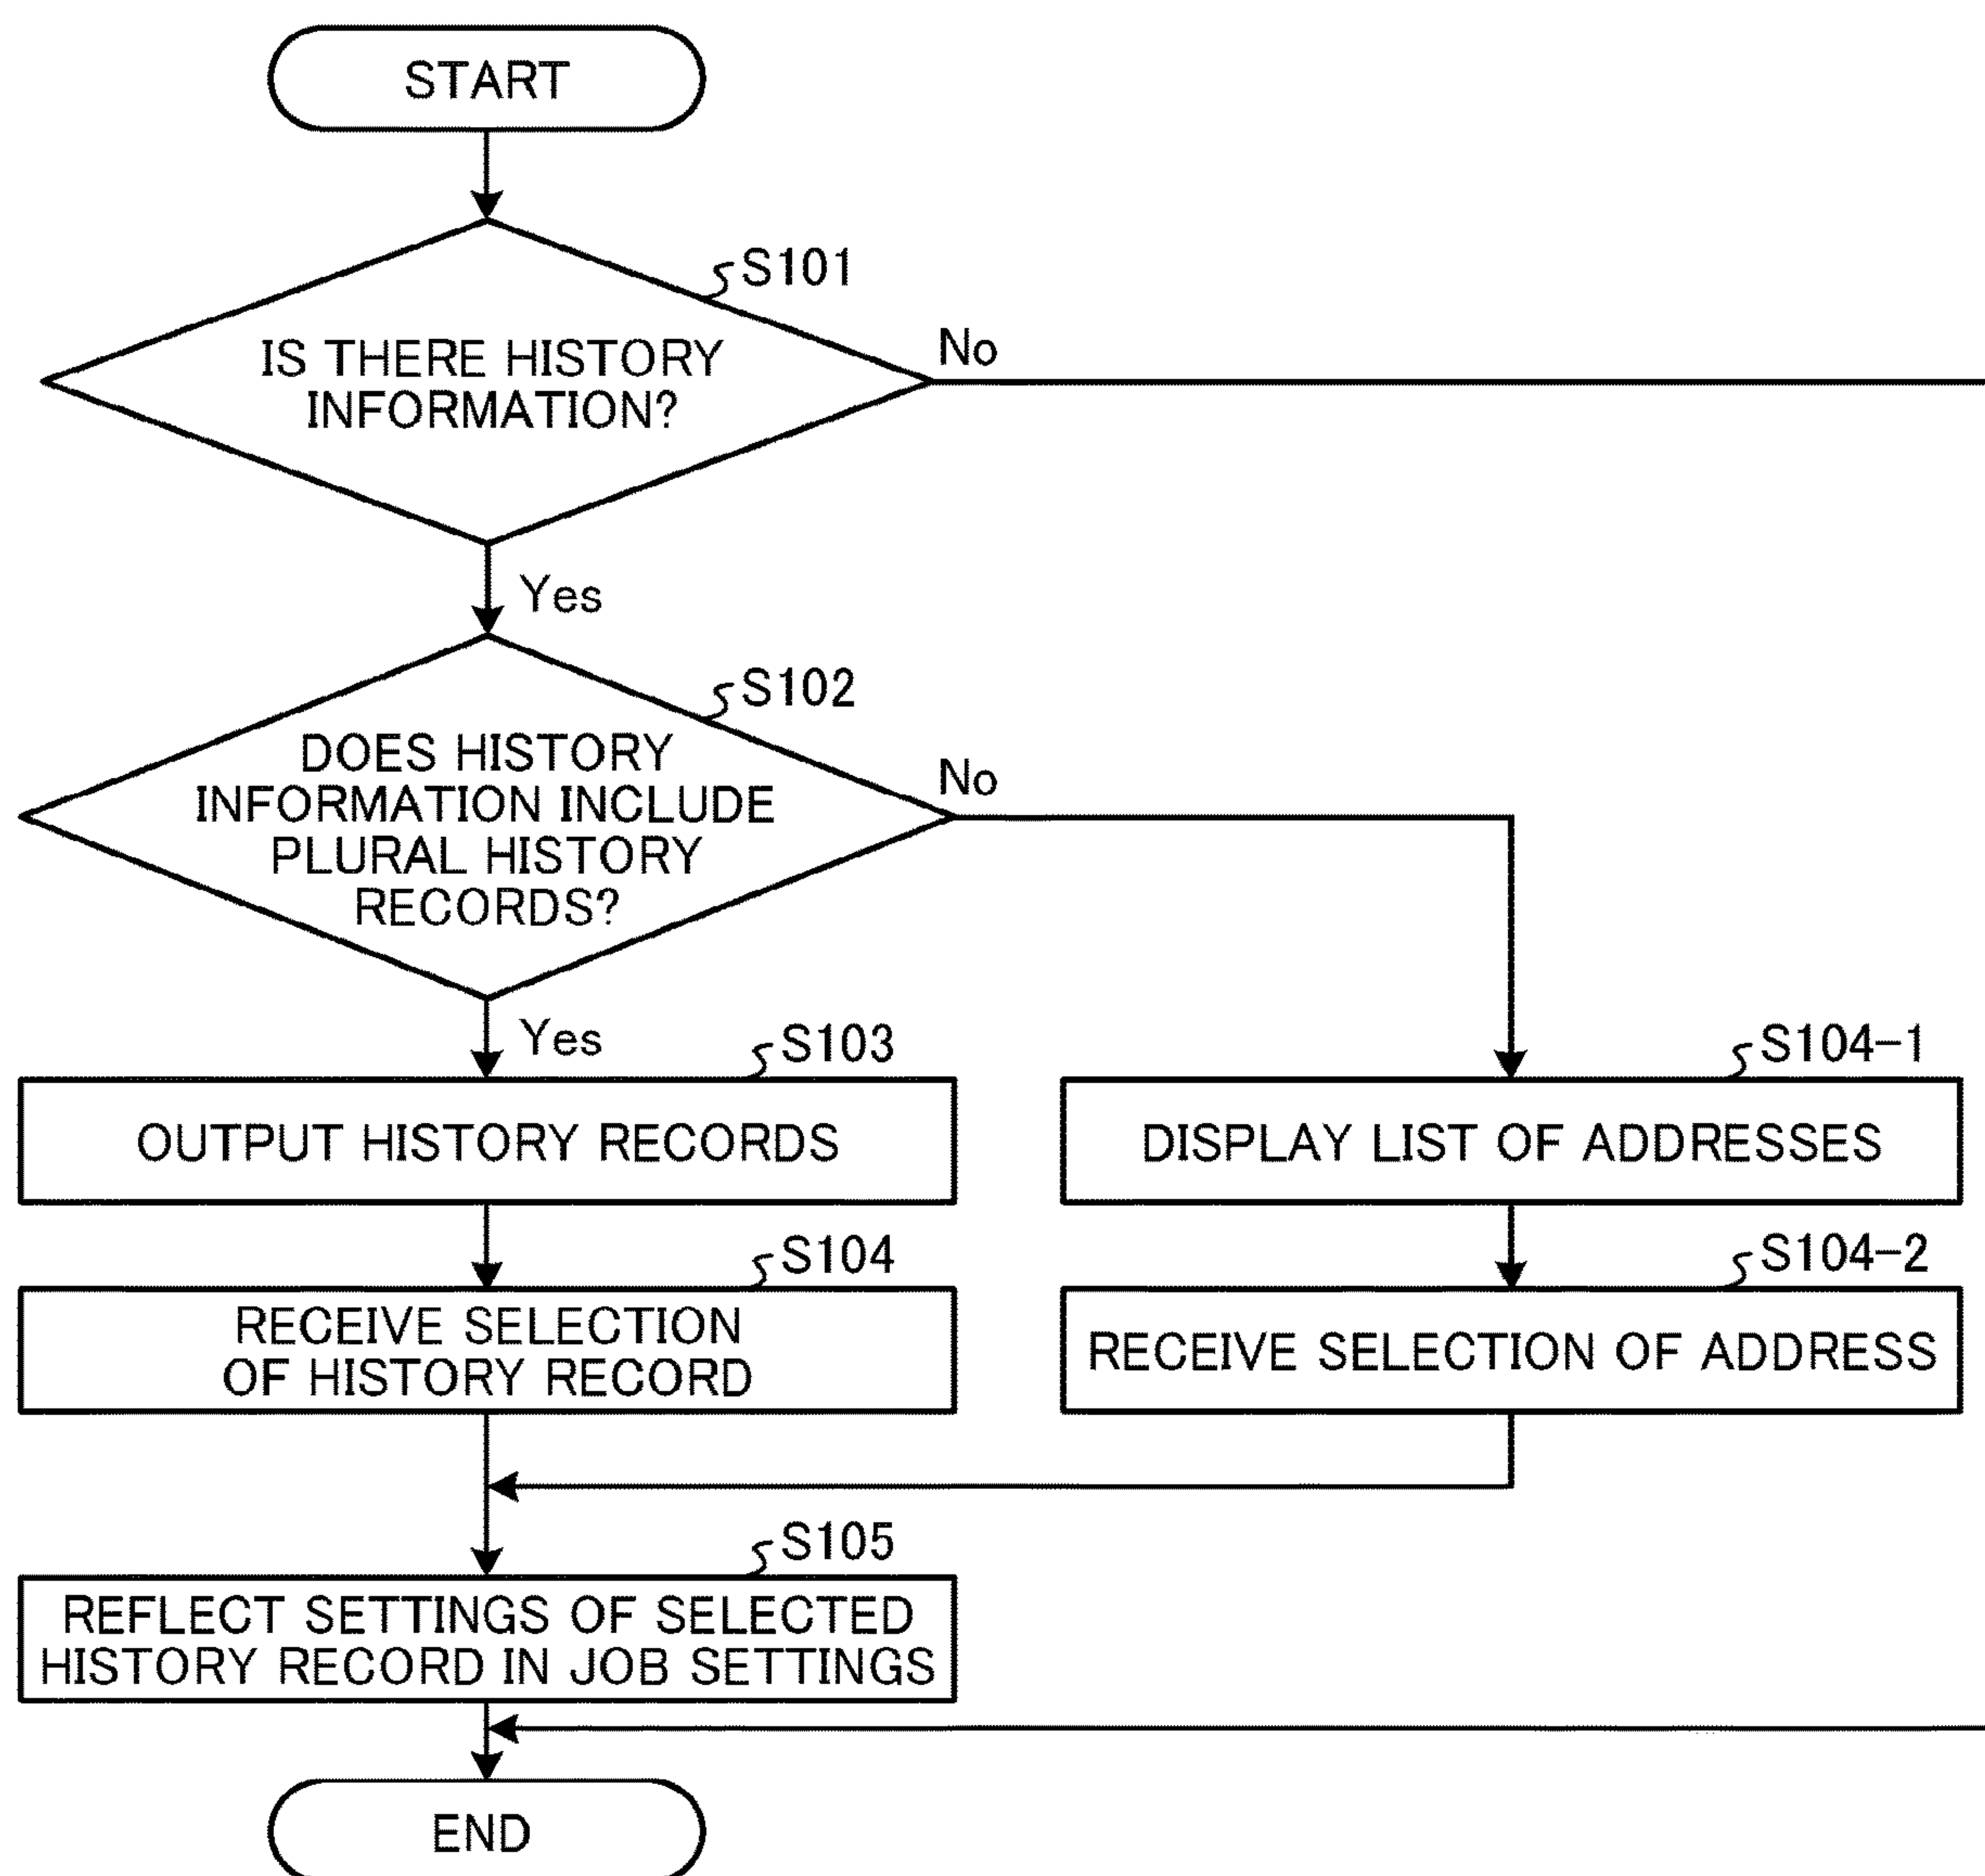 START
S101
IS THERE HISTORY
INFORMATION?
No
Yes
S102
DOES HISTORY
INFORMATION INCLUDE
PLURAL HISTORY
RECORDS?
No
Yes
S103
OUTPUT HISTORY RECORDS
S104-1
DISPLAY LIST OF ADDRESSES
S104
RECEIVE SELECTION
OF HISTORY RECORD
S104-2
RECEIVE SELECTION OF ADDRESS
S105
REFLECT SETTINGS OF SELECTED
HISTORY RECORD IN JOB SETTINGS
END